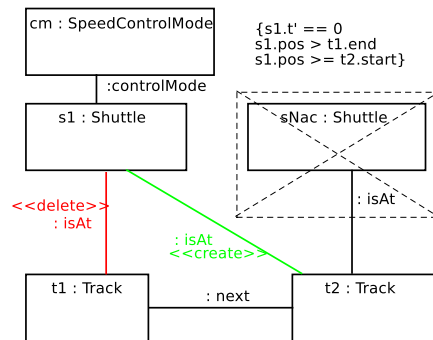 cm : SpeedControlMode
{s1.t' == 0
s1.pos > t1.end
s1.pos >= t2.start}
:controlMode
s1 : Shuttle
sNac : Shuttle
<<delete>>
: isAt
: isAt
: isAt
<<create>>
t1 : Track
: next
t2 : Track